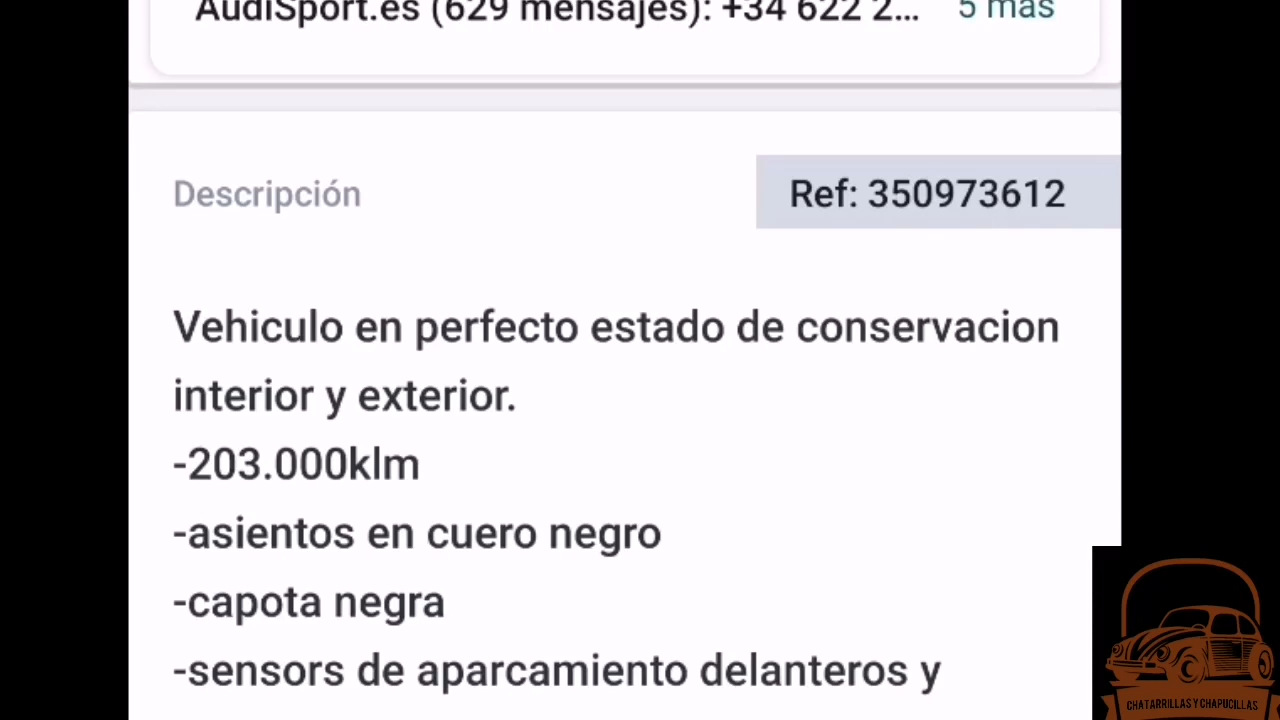 AudiSport.es (629 mensajes): +34 622 2... 5 más
Descripción
Ref: 350973612
Vehiculo en perfecto estado de conservacion
interior y exterior.
-203.000klm
-asientos en cuero negro
-capota negra
-sensors de aparcamiento delanteros y
CHATARRILLAS Y CHAPUCILLAS